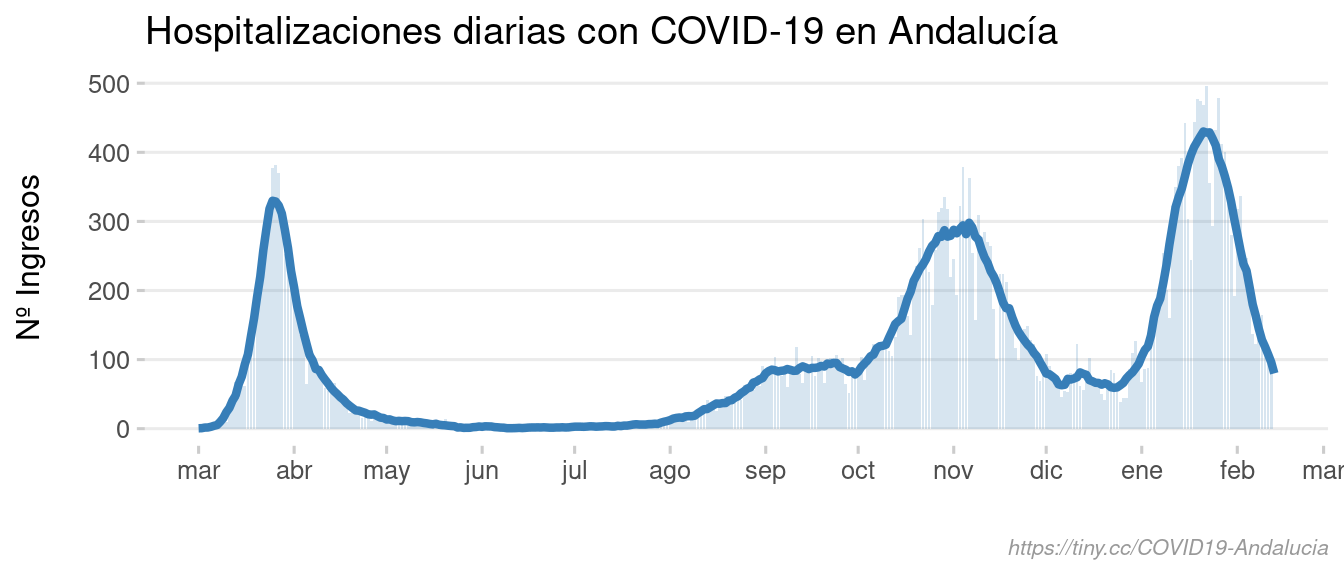 Hospitalizaciones diarias con COVID-19 en Andalucía
Nº Ingresos
500
400
300
200
100
0
mar abr may jun jul ago sep oct nov dic ene feb mar
https://tiny.cc/COVID19-Andalucia